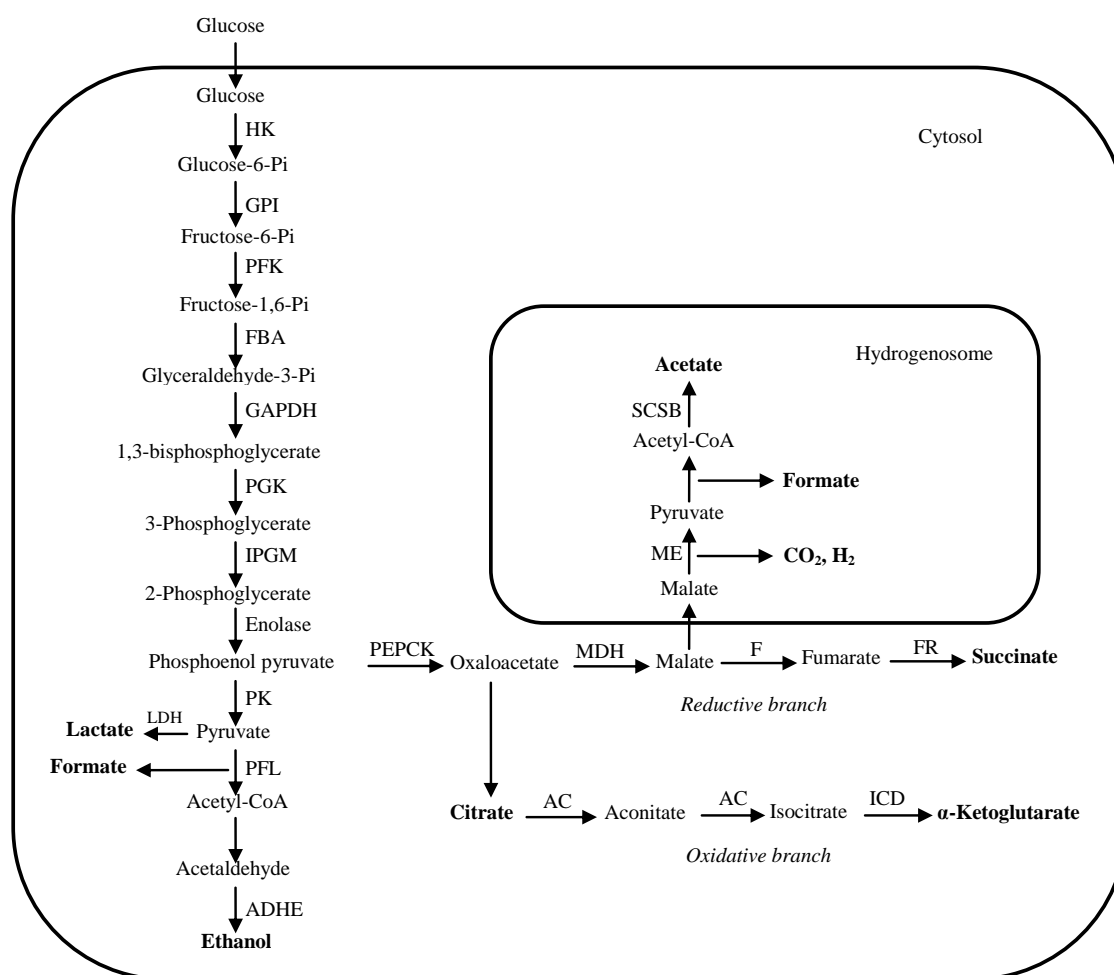 Glucose
Glucose
HK
Cytosol
Glucose-6-Pi
GPI
Fructose-6-Pi
PFK
Fructose-1,6-Pi
FBA
Glyceraldehyde-3-Pi
GAPDH
1,3-bisphosphoglycerate
PGK
3-Phosphoglycerate
IPGM
2-Phosphoglycerate
Enolase
Phosphoenol pyruvate
PK
LDH
Lactate
Pyruvate
Formate
PFL
Acetyl-CoA
Acetaldehyde
ADHE
Ethanol
Hydrogenosome
Acetate
SCSB
Acetyl-CoA
Formate
Pyruvate
ME
CO₂, H₂
Malate
PEPCK
Oxaloacetate
MDH
Malate
F
Fumarate
FR
Succinate
Reductive branch
Citrate
AC
Aconitate
AC
Isocitrate
ICD
α-Ketoglutarate
Oxidative branch